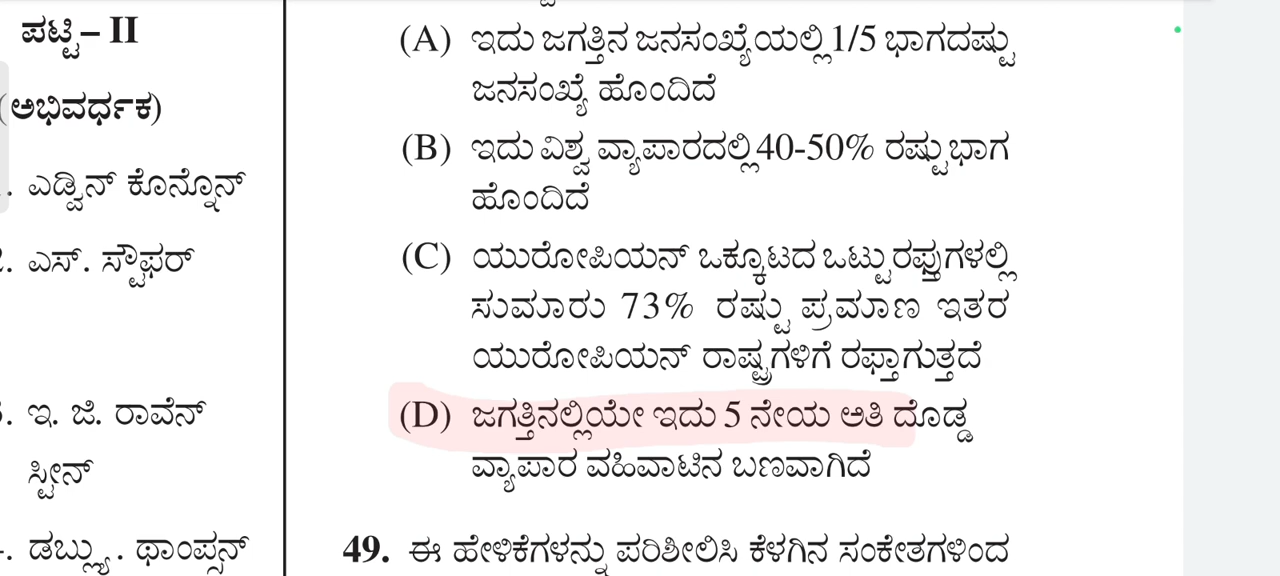 ಪಟ್ಟಿ– II
(ಅಭಿವರ್ಧಕ)
. ಎಡ್ವಿನ್ ಕೊನ್ನೊನ್
. ಎಸ್. ಸ್ಟೌಫರ್
. ಇ. ಜಿ. ರಾವೆನ್
ಸ್ಟೀನ್
. ಡಬ್ಲ್ಯು. ಥಾಂಪ್ಸನ್
(A) ಇದು ಜಗತ್ತಿನ ಜನಸಂಖ್ಯೆಯಲ್ಲಿ 1/5 ಭಾಗದಷ್ಟು
ಜನಸಂಖ್ಯೆ ಹೊಂದಿದೆ
(B) ಇದು ವಿಶ್ವ ವ್ಯಾಪಾರದಲ್ಲಿ 40-50% ರಷ್ಟು ಭಾಗ
ಹೊಂದಿದೆ
(C) ಯುರೋಪಿಯನ್ ಒಕ್ಕೂಟದ ಒಟ್ಟು ರಫ್ತುಗಳಲ್ಲಿ
ಸುಮಾರು 73% ರಷ್ಟು ಪ್ರಮಾಣ ಇತರ
ಯುರೋಪಿಯನ್ ರಾಷ್ಟ್ರಗಳಿಗೆ ರಫ್ತಾಗುತ್ತದೆ
(D) ಜಗತ್ತಿನಲ್ಲಿಯೇ ಇದು 5 ನೇಯ ಅತಿ ದೊಡ್ಡ
ವ್ಯಾಪಾರ ವಹಿವಾಟಿನ ಬಣವಾಗಿದೆ
49. ಈ ಹೇಳಿಕೆಗಳನ್ನು ಪರಿಶೀಲಿಸಿ ಕೆಳಗಿನ ಸಂಕೇತಗಳಿಂದ